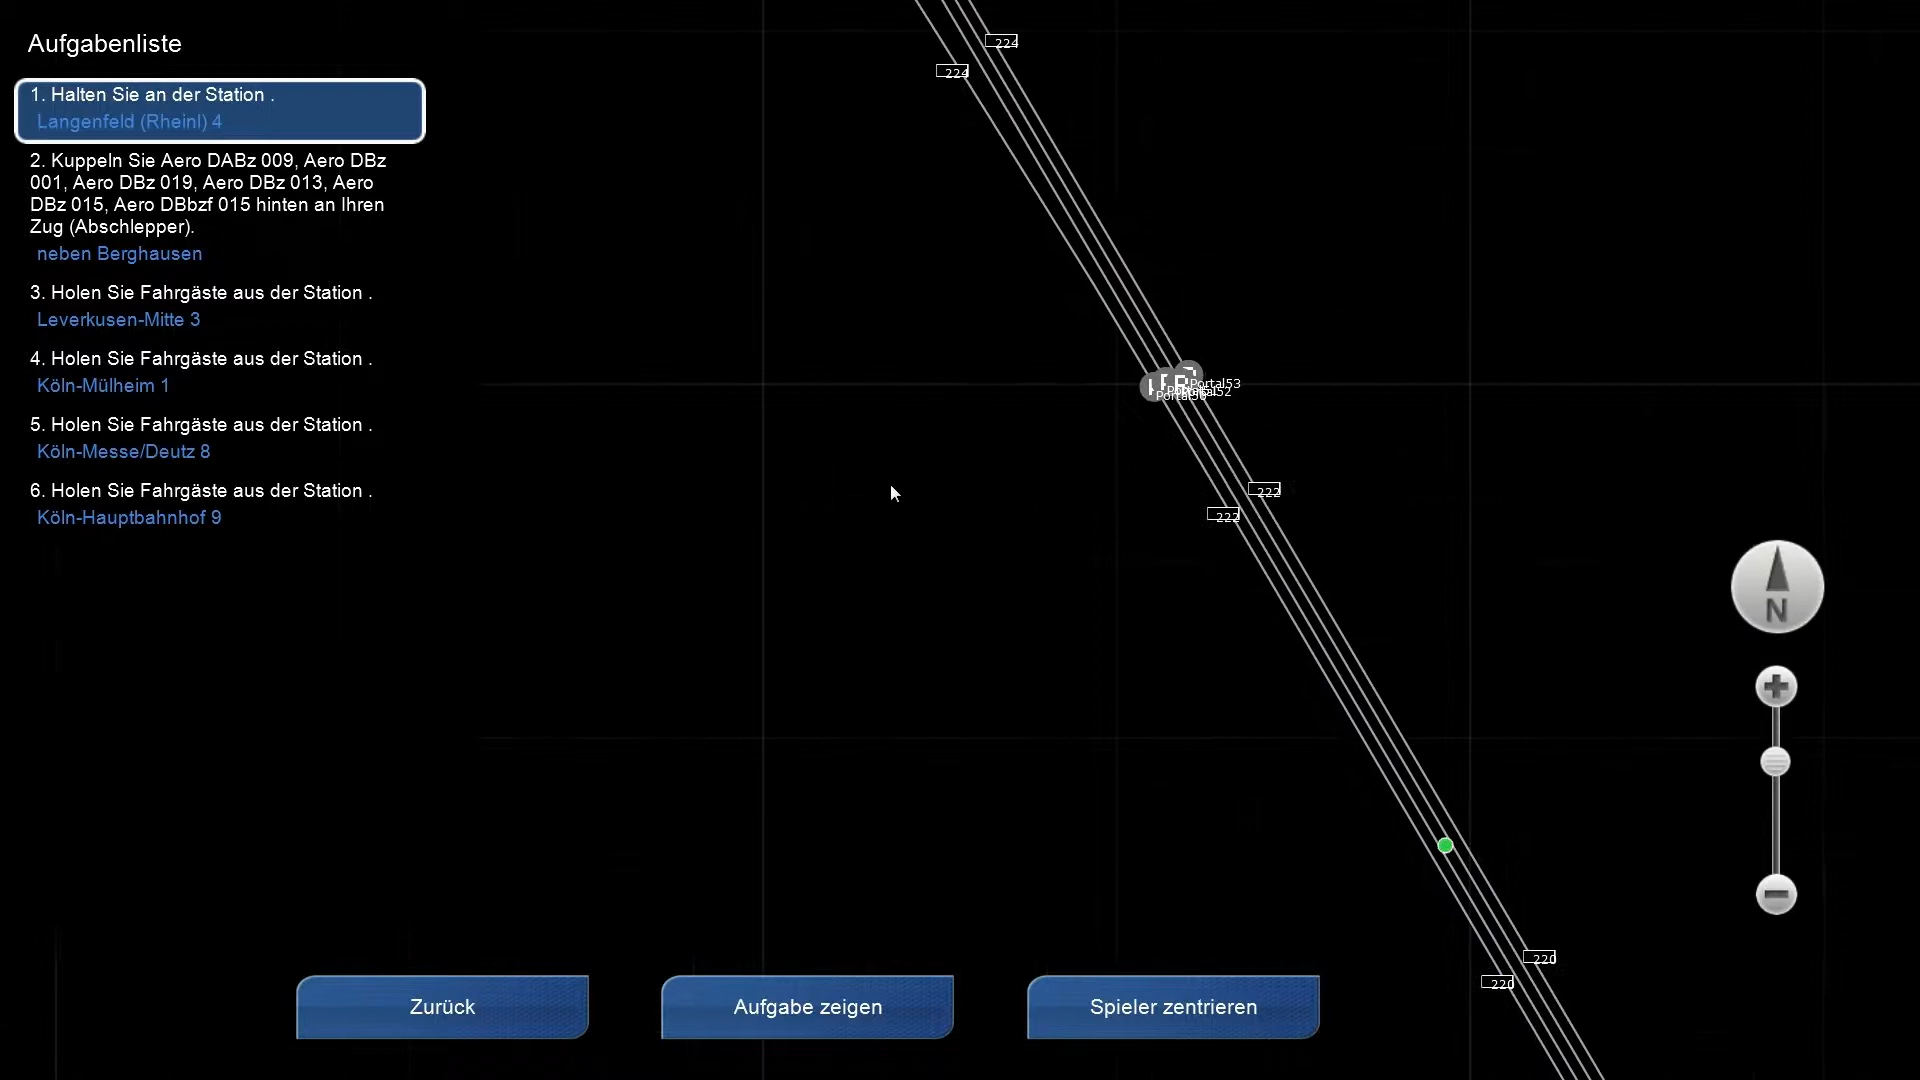 Aufgabenliste
1. Halten Sie an der Station .
Langenfeld (Rheinl) 4
2. Kuppeln Sie Aero DABz 009, Aero DBz
001, Aero DBz 019, Aero DBz 013, Aero
DBz 015, Aero DBbzf 015 hinten an Ihren
Zug (Abschlepper).
neben Berghausen
3. Holen Sie Fahrgäste aus der Station .
Leverkusen-Mitte 3
4. Holen Sie Fahrgäste aus der Station .
Köln-Mülheim 1
5. Holen Sie Fahrgäste aus der Station .
Köln-Messe/Deutz 8
6. Holen Sie Fahrgäste aus der Station .
Köln-Hauptbahnhof 9
224
224
Portal53
222
222
N
220
220
Zurück
Aufgabe zeigen
Spieler zentrieren